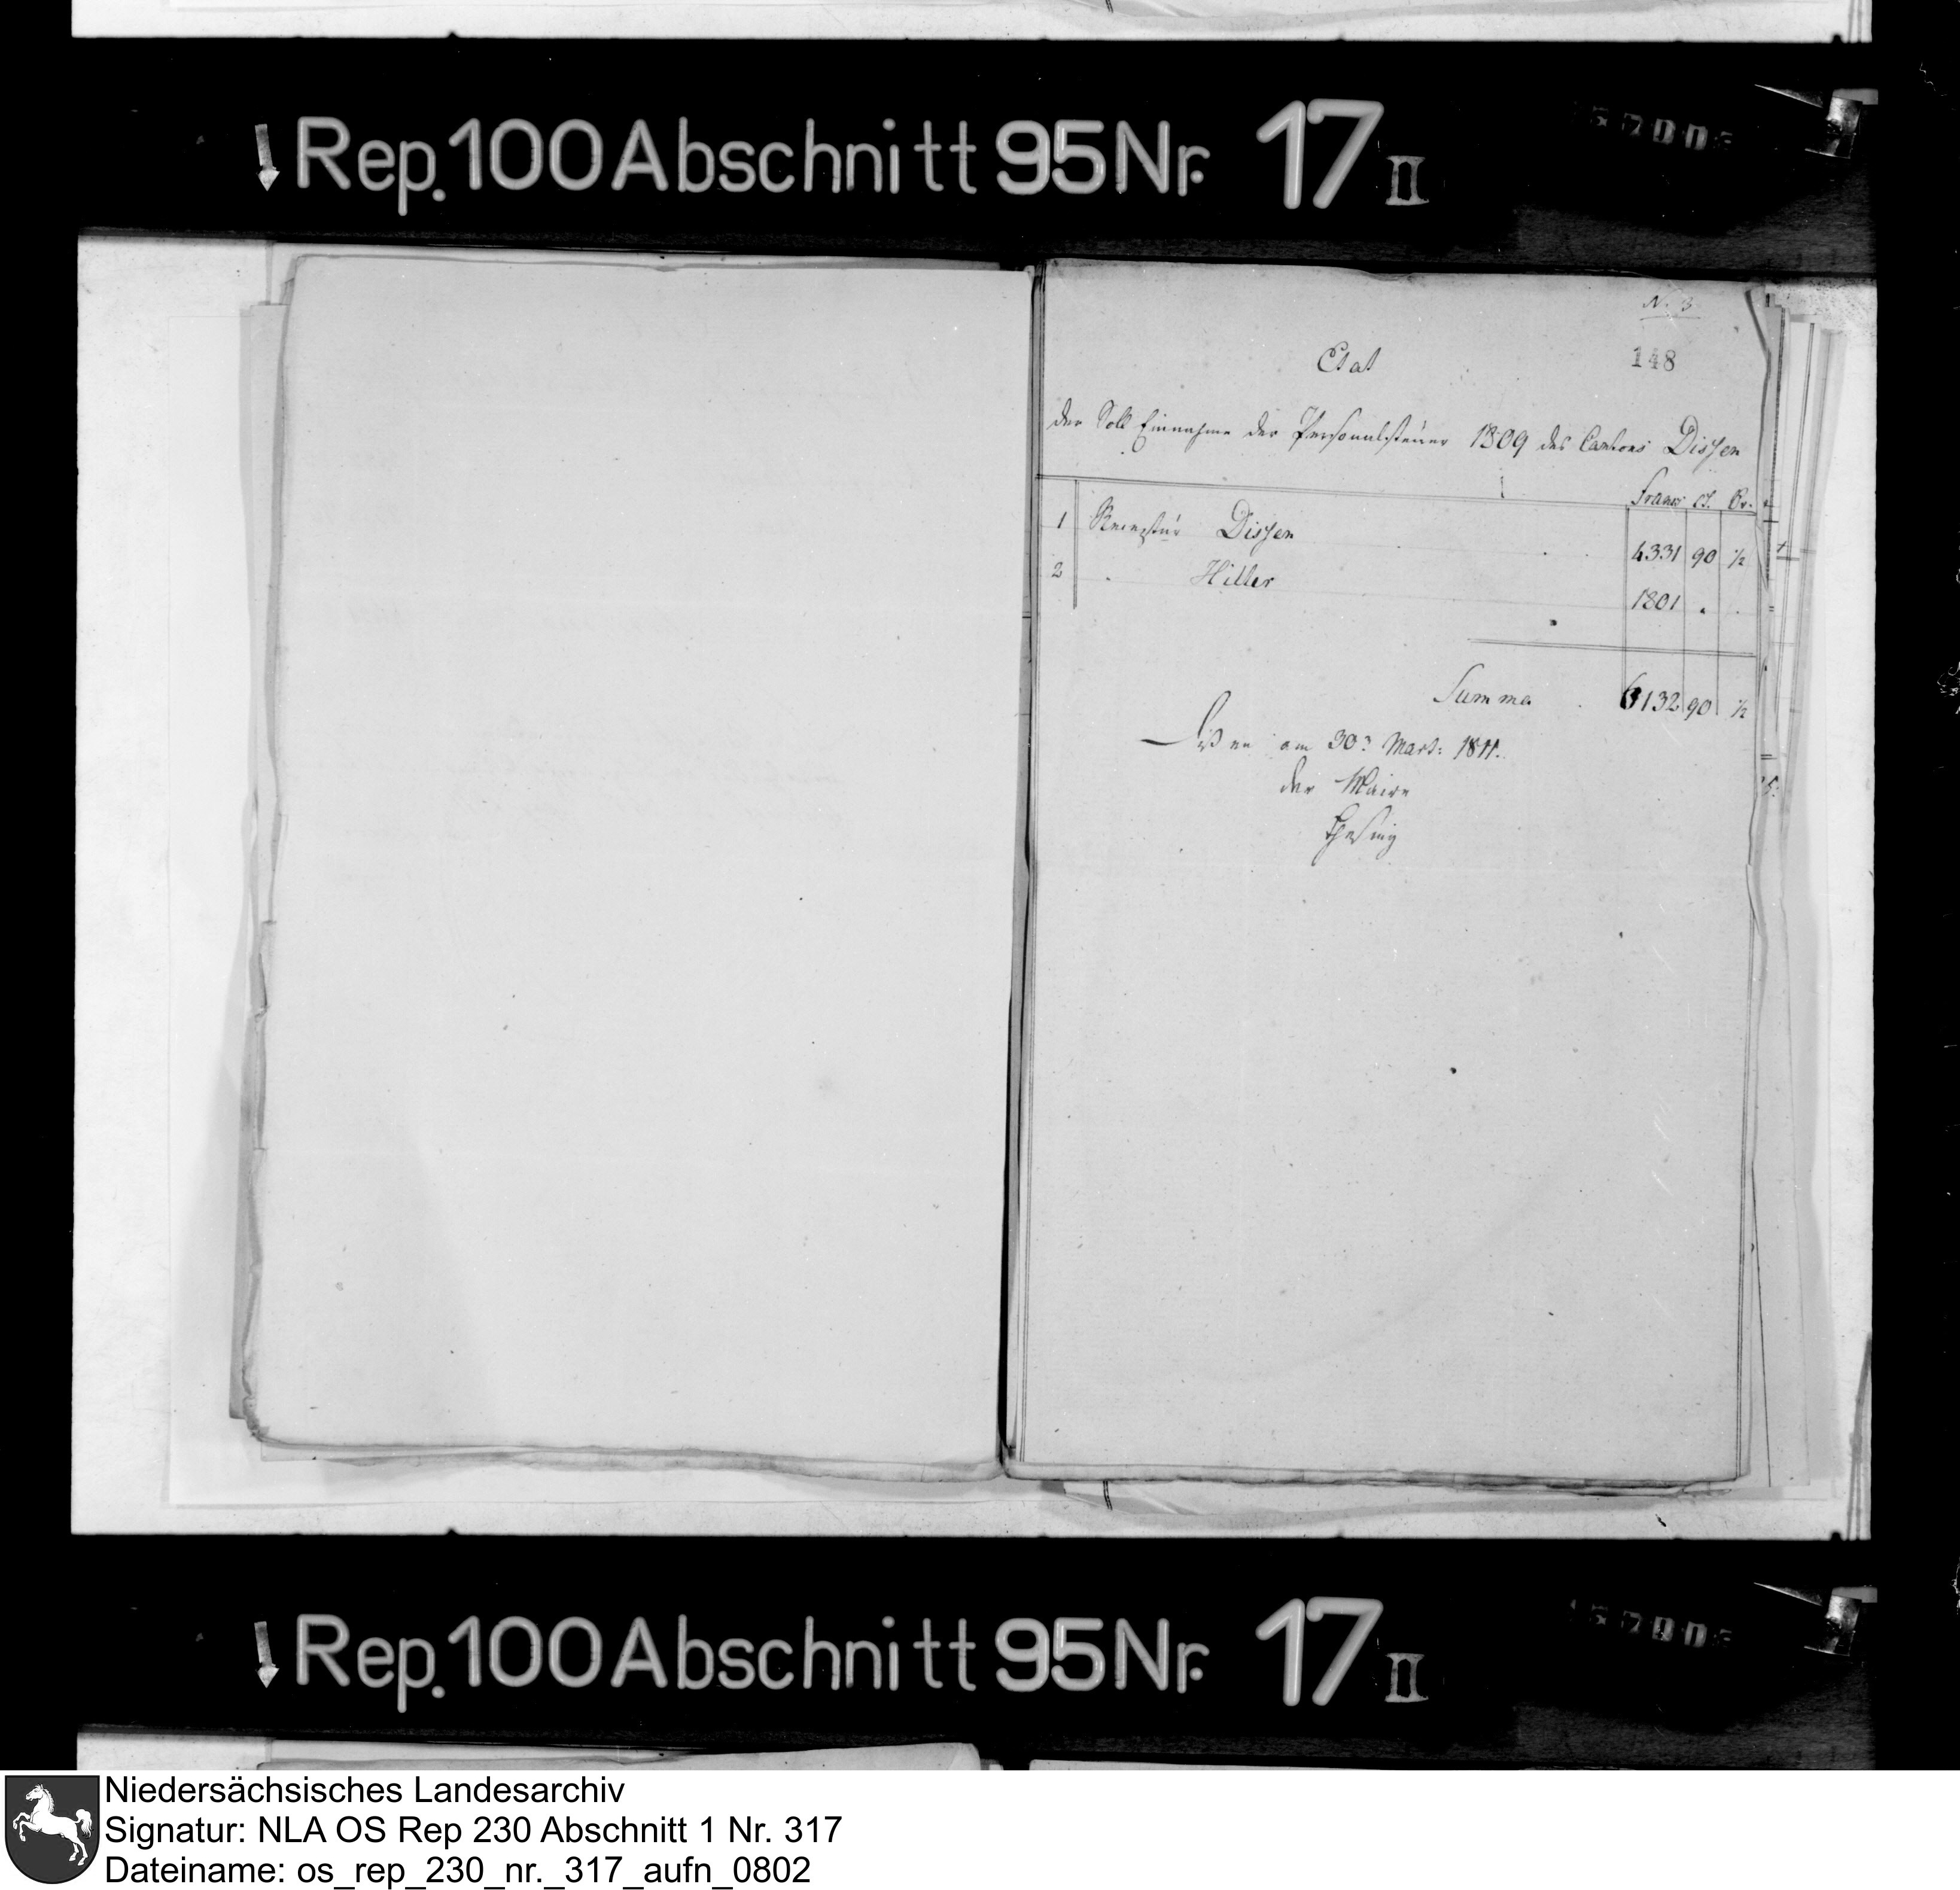 Rep. 100 Abschnitt 95 Nr. 17 II
N. 3
148
Etat
der Soll Einnahme der Personalsteuer 1809 des Cantons Dissen
Franc ct. Br.
1 Receptur Dissen 4331 90 ½
2 . Hilter 1801 . .
Summa . 6132 90 ½
Dissen am 30: Mart: 1811.
der Maire
Rep. 100 Abschnitt 95 Nr. 17 II
Niedersächsisches Landesarchiv
Signatur: NLA OS Rep 230 Abschnitt 1 Nr. 317
Dateiname: os_rep_230_nr._317_aufn_0802